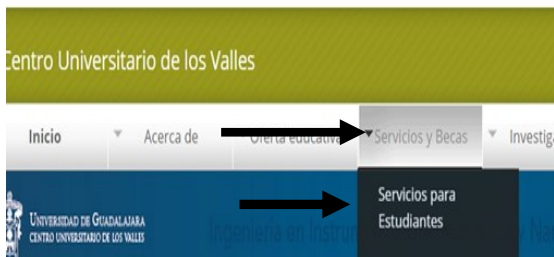 Centro Universitario de los Valles
Inicio Acerca de Oferta educativa Servicios y Becas Investiga
Servicios para
Estudiantes
UNIVERSIDAD DE GUADALAJARA
CENTRO UNIVERSITARIO DE LOS VALLES
Ingeniería en Instrum y Na